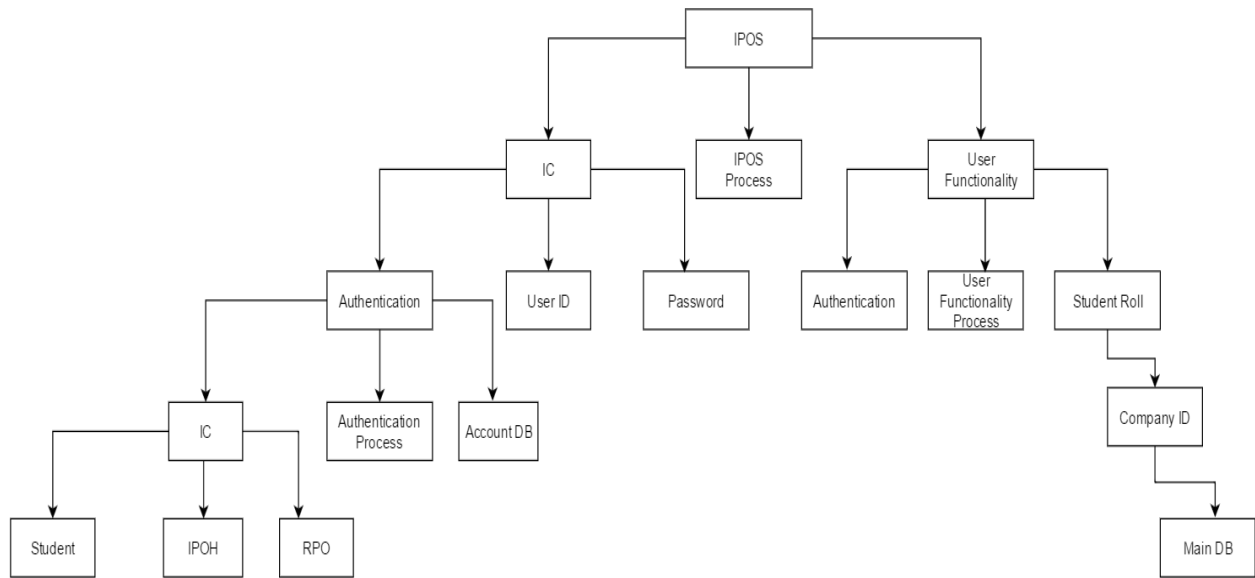 IPOS
IC
IPOS
Process
User
Functionality
Authentication
User ID
Password
Authentication
User
Functionality
Process
Student Roll
IC
Authentication
Process
Account DB
Company ID
Student
IPOH
RPO
Main DB